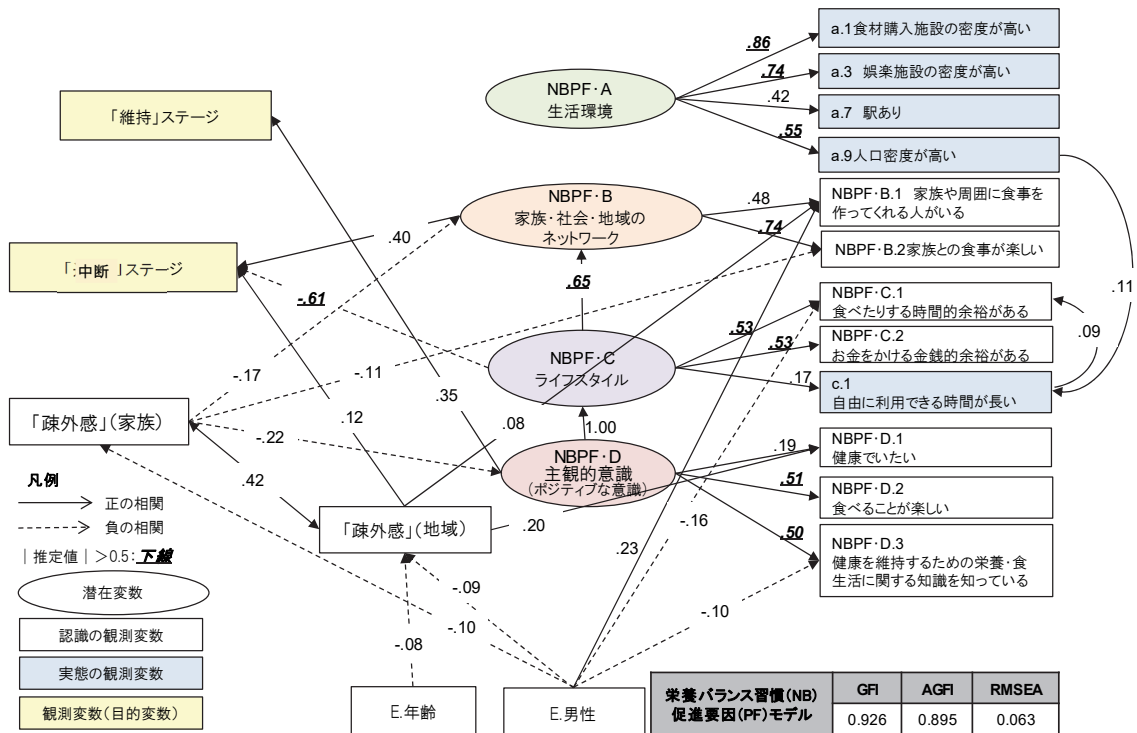 a.1食材購入施設の密度が高い
.86
.74
a.3 娯楽施設の密度が高い
NBPF・A
生活環境
.42
a.7 駅あり
.55
「維持」ステージ
a.9人口密度が高い
NBPF・B
家族・社会・地域の
ネットワーク
.48
NBPF・B.1 家族や周囲に食事を
作ってくれる人がいる
.74
.40
NBPF・B.2家族との食事が楽しい
中断 」ステージ
.65
-.61
.11
NBPF・C.1
食べたりする時間的余裕がある
.53
.09
NBPF・C.2
お金をかける金銭的余裕がある
.53
NBPF・C
ライフスタイル
-.17
-.11
.17
c.1
自由に利用できる時間が長い
.35
.12
.08
「疎外感」(家族)
-.22
1.00
.19
NBPF・D.1
健康でいたい
NBPF・D
主観的意識
(ポジティブな意識)
.51
NBPF・D.2
食べることが楽しい
凡例
.42
正の相関
負の相関
「疎外感」(地域)
.20
-.16
.50
NBPF・D.3
健康を維持するための栄養・食
生活に関する知識を知っている
|推定値|>0.5:下線
.23
潜在変数
-.09
-.10
-.10
認識の観測変数
-.08
実態の観測変数
観測変数(目的変数)
E.年齢
E.男性
栄養バランス習慣(NB)
促進要因(PF)モデル
GFI AGFI RMSEA
0.926 0.895 0.063